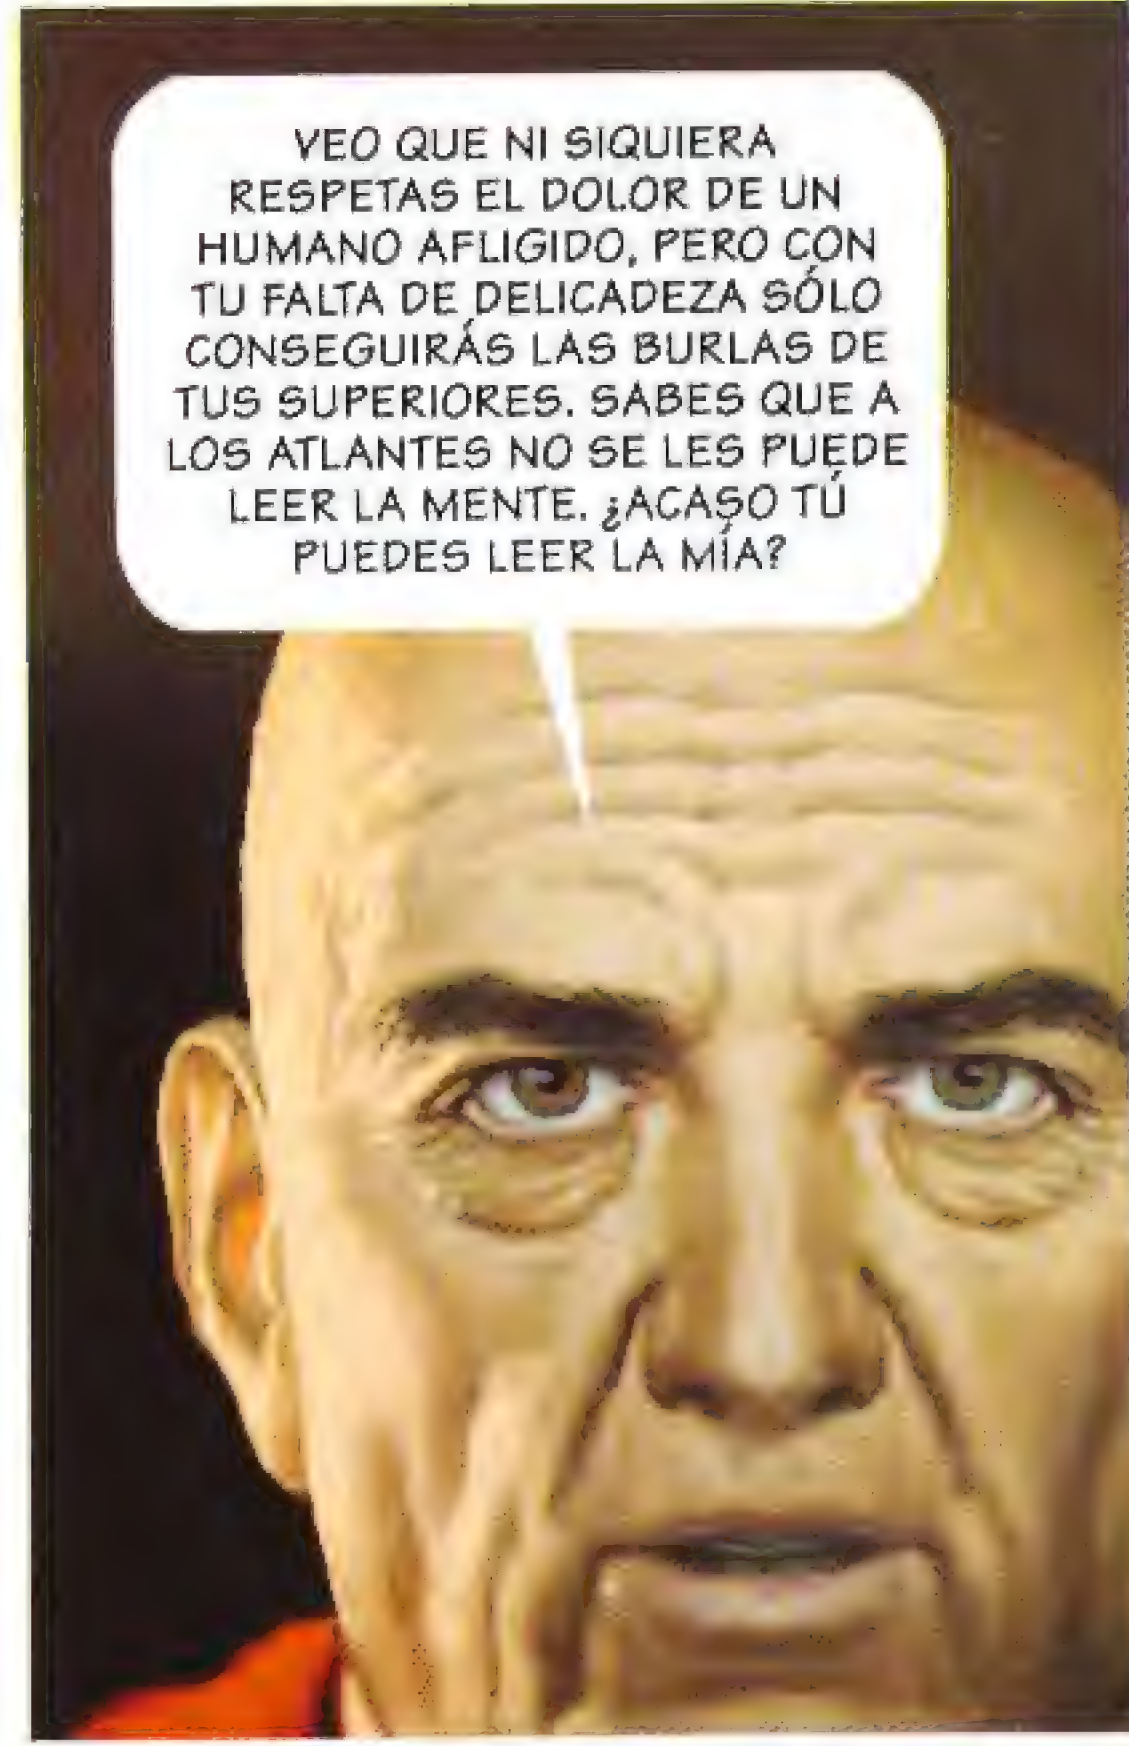 VEO QUE NI SIQUIERA
RESPETAS EL DOLOR DE UN
HUMANO AFLIGIDO, PERO CON
TU FALTA DE DELICADEZA SÓLO
CONSEGUIRÁS LAS BURLAS DE
TUS SUPERIORES. SABES QUE A
LOS ATLANTES NO SE LES PUEDE
LEER LA MENTE. ¿ACASO TÚ
PUEDES LEER LA MÍA?